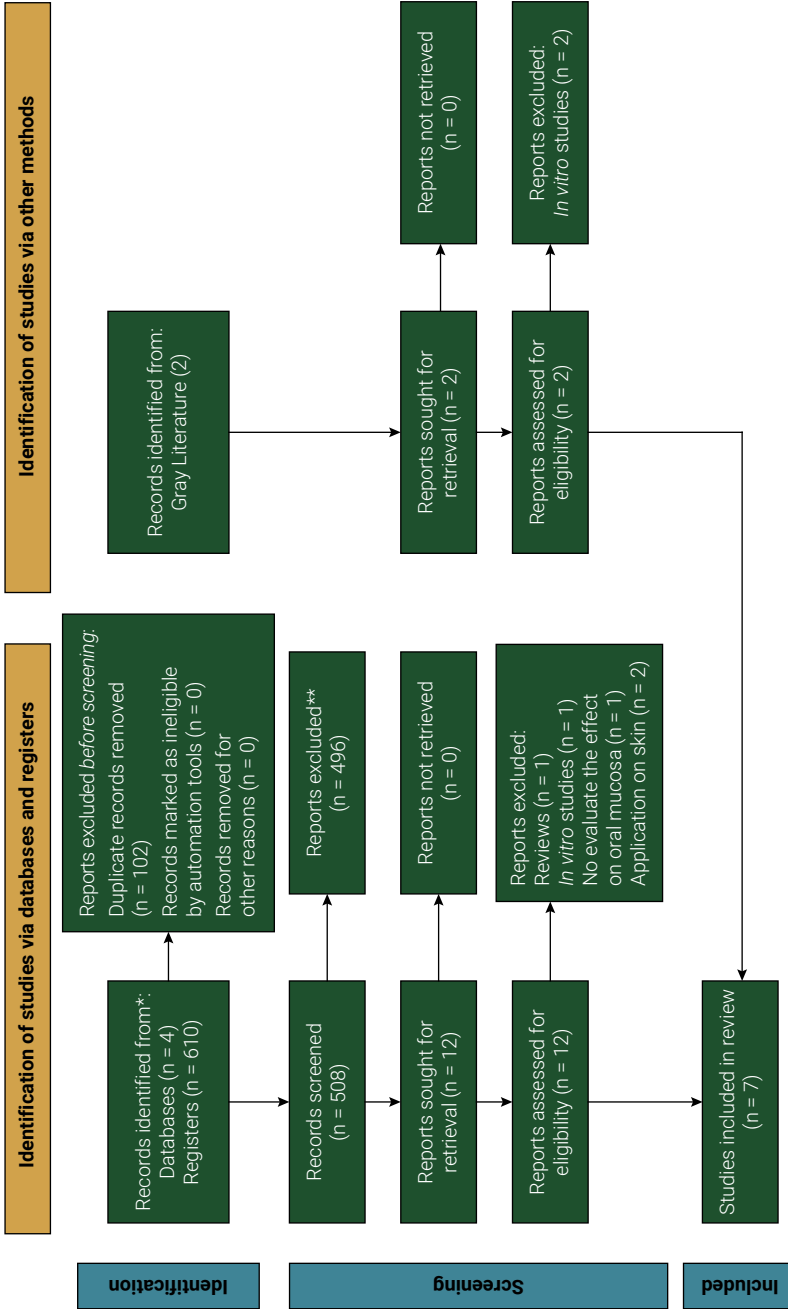 Identification of studies via databases and registers
Identification of studies via other methods
Identification
Records identified from*:
Databases (n = 4)
Registers (n = 610)
Reports excluded before screening:
Duplicate records removed
(n = 102)
Records marked as ineligible
by automation tools (n = 0)
Records removed for
other reasons (n = 0)
Records identified from:
Gray Literature (2)
Screening
Records screened
(n = 508)
Reports excluded**
(n = 496)
Reports sought for
retrieval (n = 12)
Reports not retrieved
(n = 0)
Reports sought for
retrieval (n = 2)
Reports not retrieved
(n = 0)
Reports assessed for
eligibility (n = 12)
Reports excluded:
Reviews (n = 1)
In vitro studies (n = 1)
No evaluate the effect
on oral mucosa (n = 1)
Application on skin (n = 2)
Reports assessed for
eligibility (n = 2)
Reports excluded:
In vitro studies (n = 2)
Included
Studies included in review
(n = 7)